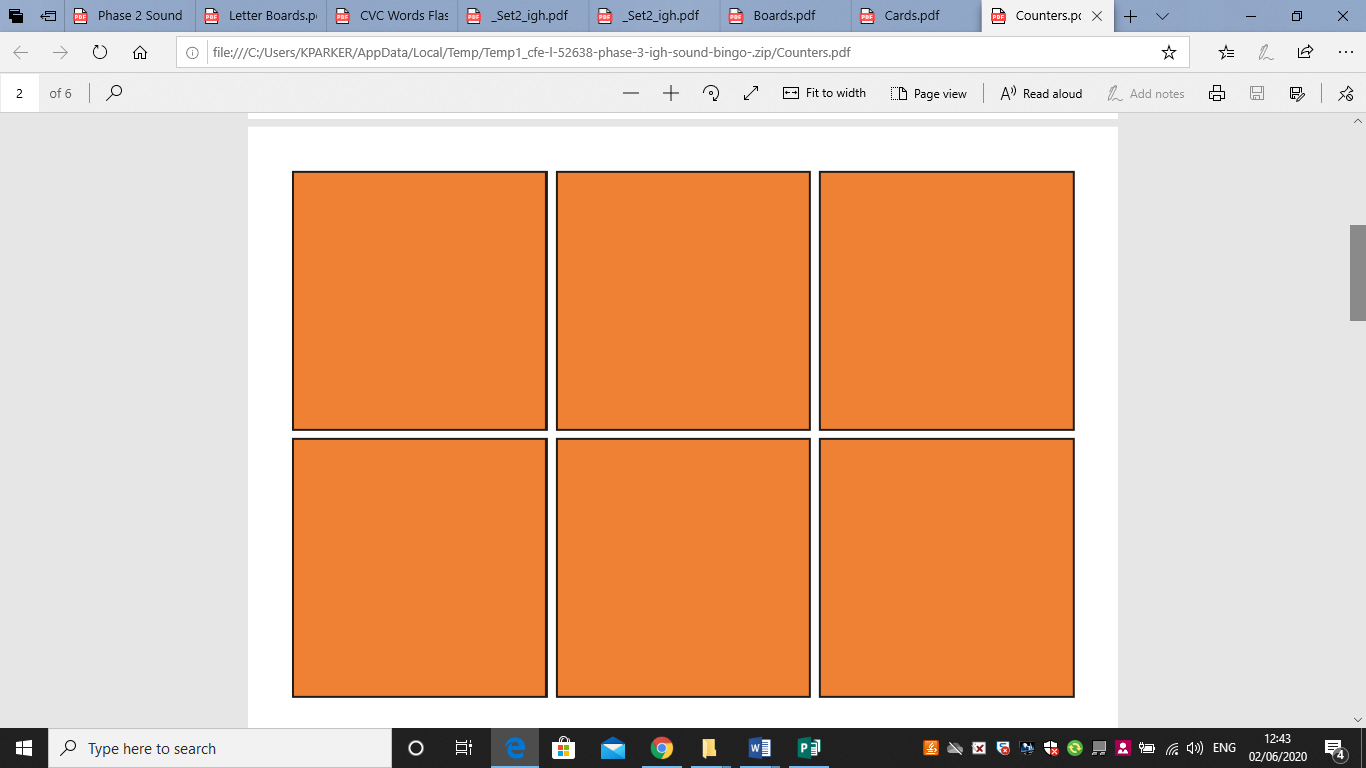 Phase 2 Sound
Letter Boards.p
CVC Words Flas
_Set2_igh.pdf
_Set2_igh.pdf
Boards.pdf
Cards.pdf
Counters.pc
file:///C:/Users/KPARKER/AppData/Local/Temp/Temp1_cfe-l-52638-phase-3-igh-sound-bingo-.zip/Counters.pdf
2 of 6
Fit to width
Page view
Read aloud
Add notes
Type here to search
ENG
12:43
02/06/2020
4